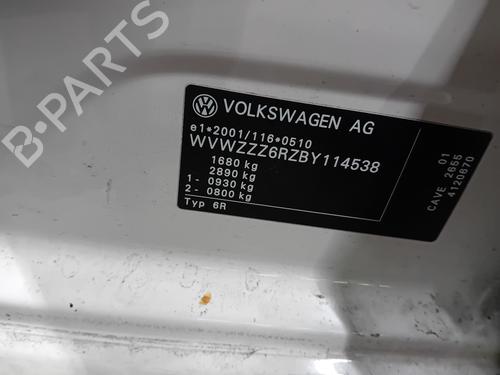 B-PARTS
VOLKSWAGEN AG
e1*2001/116*0510
WVWZZZ6RZBY114538
1680 kg
2890 kg
1- 0930 kg
2- 0800 kg
Typ 6R
01
CAVE 2655
4120870